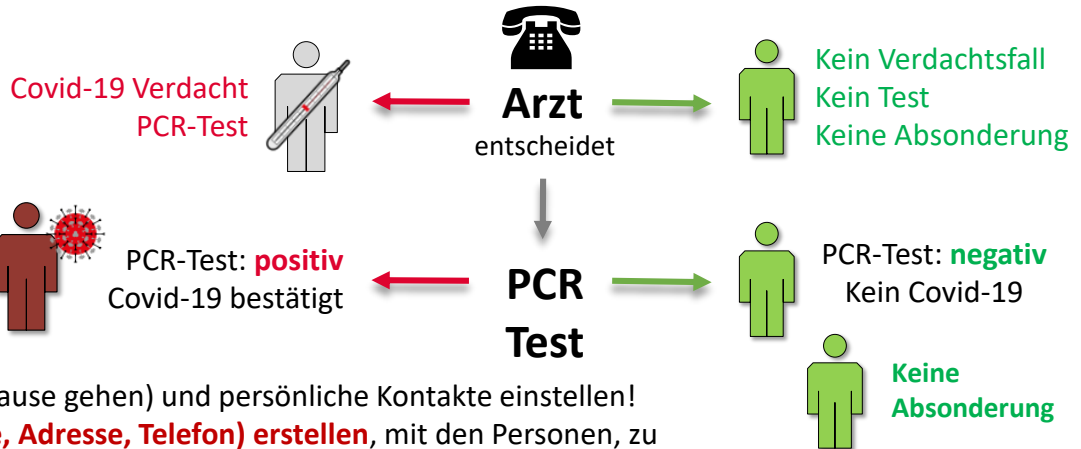 Covid-19 Verdacht
PCR-Test
Arzt
entscheidet
Kein Verdachtsfall
Kein Test
Keine Absonderung
PCR-Test: positiv
Covid-19 bestätigt
PCR
Test
PCR-Test: negativ
Kein Covid-19
Keine
Absonderung
ause gehen) und persönliche Kontakte einstellen!
, Adresse, Telefon) erstellen, mit den Personen, zu